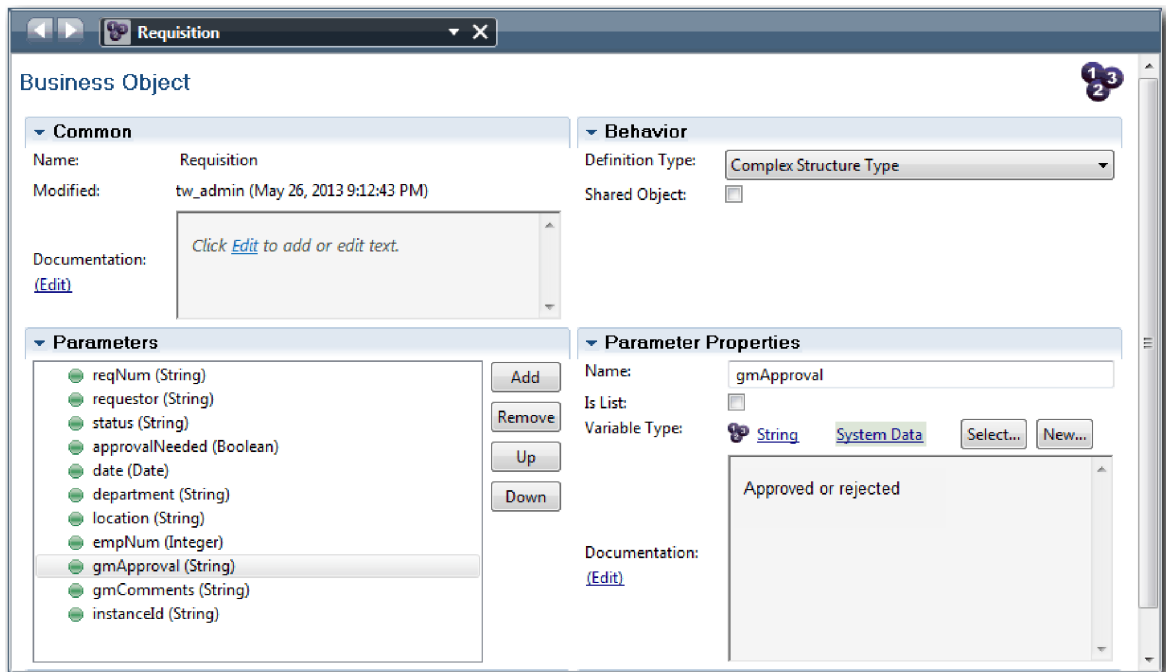 Requisition
Business Object
1 3
2
Common
Name: Requisition
Modified: tw_admin (May 26, 2013 9:12:43 PM)
Click Edit to add or edit text.
Documentation:
(Edit)
Behavior
Definition Type: Complex Structure Type
Shared Object:
Parameters
reqNum (String)
requestor (String)
status (String)
approvalNeeded (Boolean)
date (Date)
department (String)
location (String)
empNum (Integer)
gmApproval (String)
gmComments (String)
instanceId (String)
Add
Remove
Up
Down
Parameter Properties
Name: gmApproval
Is List:
Variable Type: String System Data Select... New...
Approved or rejected
Documentation:
(Edit)